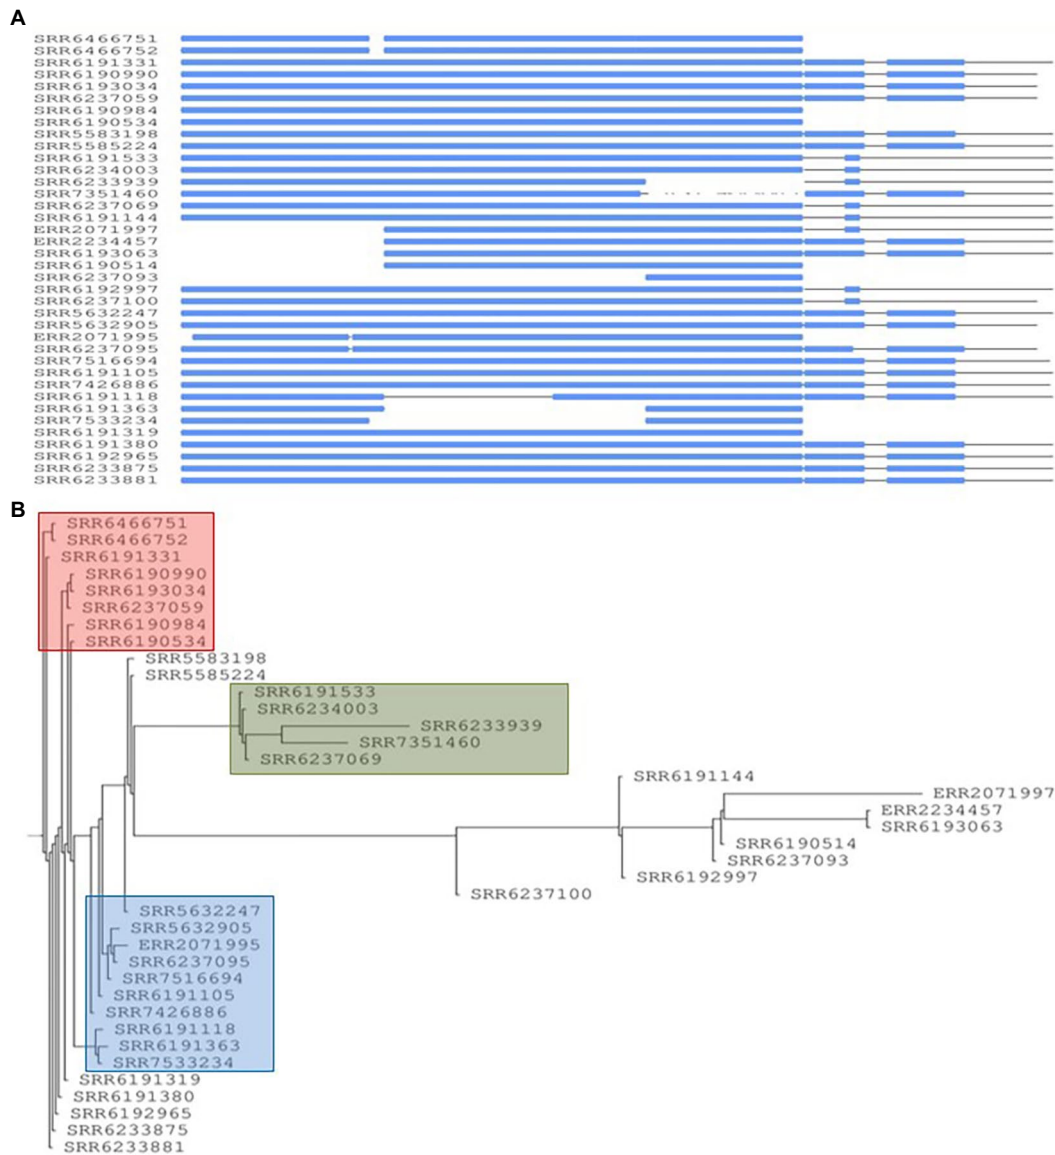 A
SRR6466751
SRR6466752
SRR6191331
SRR6190990
SRR6193034
SRR6237059
SRR6190984
SRR6190534
SRR5583198
SRR5585224
SRR6191533
SRR6234003
SRR6233939
SRR7351460
SRR6237069
SRR6191144
ERR2071997
ERR2234457
SRR6193063
SRR6190514
SRR6237093
SRR6192997
SRR6237100
SRR5632247
SRR5632905
ERR2071995
SRR6237095
SRR7516694
SRR6191105
SRR7426886
SRR6191118
SRR6191363
SRR7533234
SRR6191319
SRR6191380
SRR6192965
SRR6233875
SRR6233881
B
SRR6466751
SRR6466752
SRR6191331
SRR6190990
SRR6193034
SRR6237059
SRR6190984
SRR6190534
SRR5583198
SRR5585224
SRR6191533
SRR6234003
SRR6233939
SRR7351460
SRR6237069
SRR6191144
ERR2071997
ERR2234457
SRR6193063
SRR6190514
SRR6237093
SRR6192997
SRR6237100
SRR5632247
SRR5632905
ERR2071995
SRR6237095
SRR7516694
SRR6191105
SRR7426886
SRR6191118
SRR6191363
SRR7533234
SRR6191319
SRR6191380
SRR6192965
SRR6233875
SRR6233881